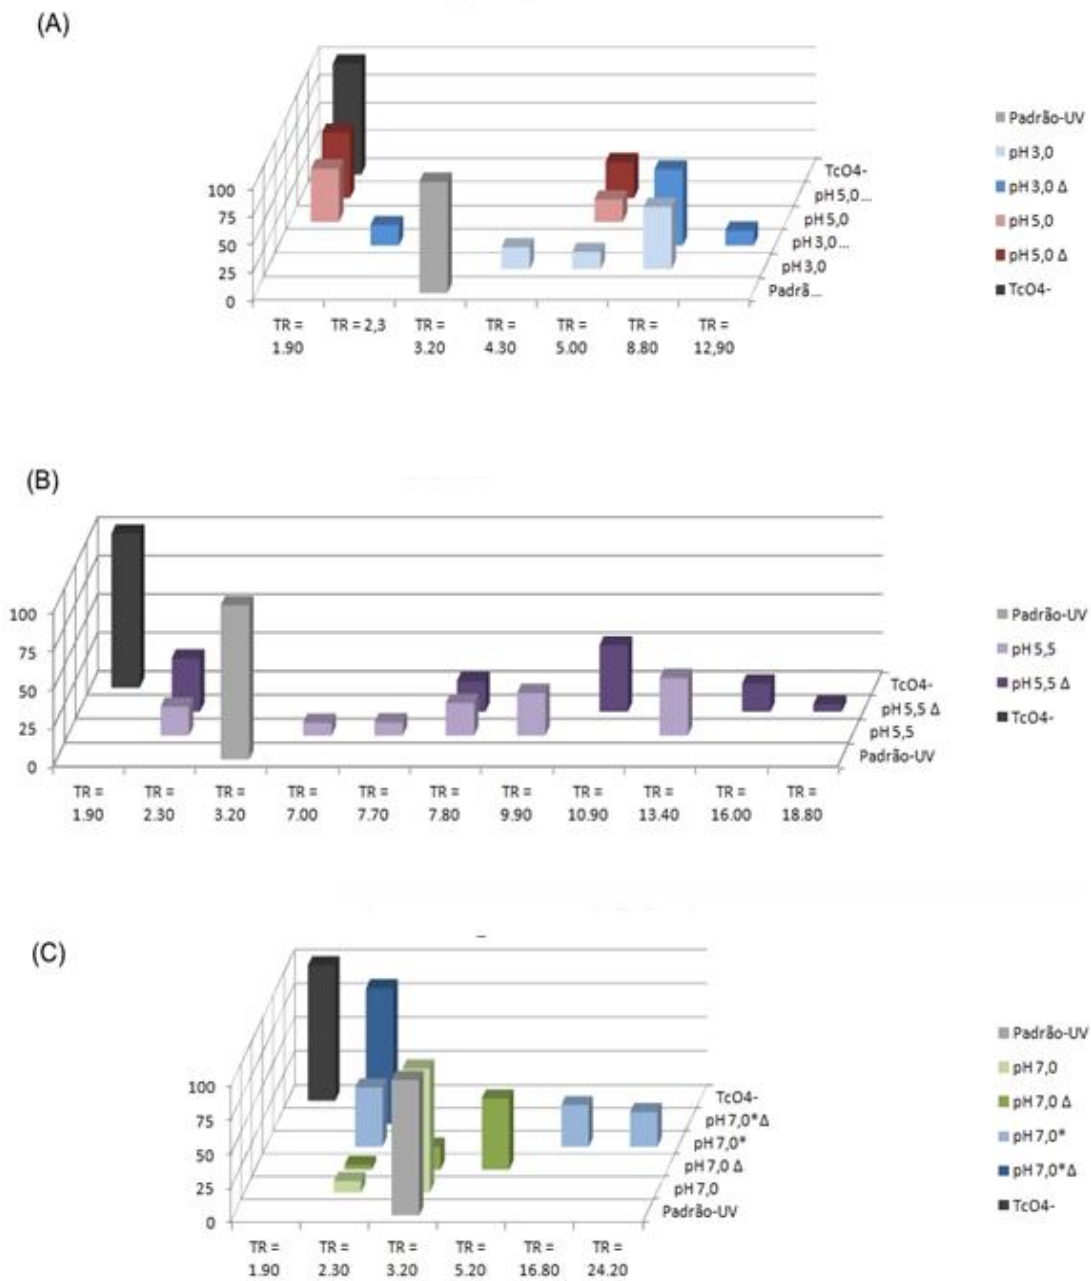 (A)
100
75
50
25
0
TR =
1.90
TR = 2,3
TR =
3.20
TR =
4.30
TR =
5.00
TR =
8.80
TR =
12,90
TcO4-
pH 5,0...
pH 5,0
pH 3,0...
pH 3,0
Padrã...
Padrão-UV
pH 3,0
pH 3,0 Δ
pH 5,0
pH 5,0 Δ
TcO4-
(B)
100
75
50
25
0
TR =
1.90
TR =
2.30
TR =
3.20
TR =
7.00
TR =
7.70
TR =
7.80
TR =
9.90
TR =
10.90
TR =
13.40
TR =
16.00
TR =
18.80
TcO4-
pH 5,5 Δ
pH 5,5
Padrão-UV
Padrão-UV
pH 5,5
pH 5,5 Δ
TcO4-
(C)
100
75
50
25
0
TR =
1.90
TR =
2.30
TR =
3.20
TR =
5.20
TR =
16.80
TR =
24.20
TcO4-
pH 7,0*Δ
pH 7,0*
pH 7,0 Δ
pH 7,0
Padrão-UV
Padrão-UV
pH 7,0
pH 7,0 Δ
pH 7,0*
pH 7,0*Δ
TcO4-